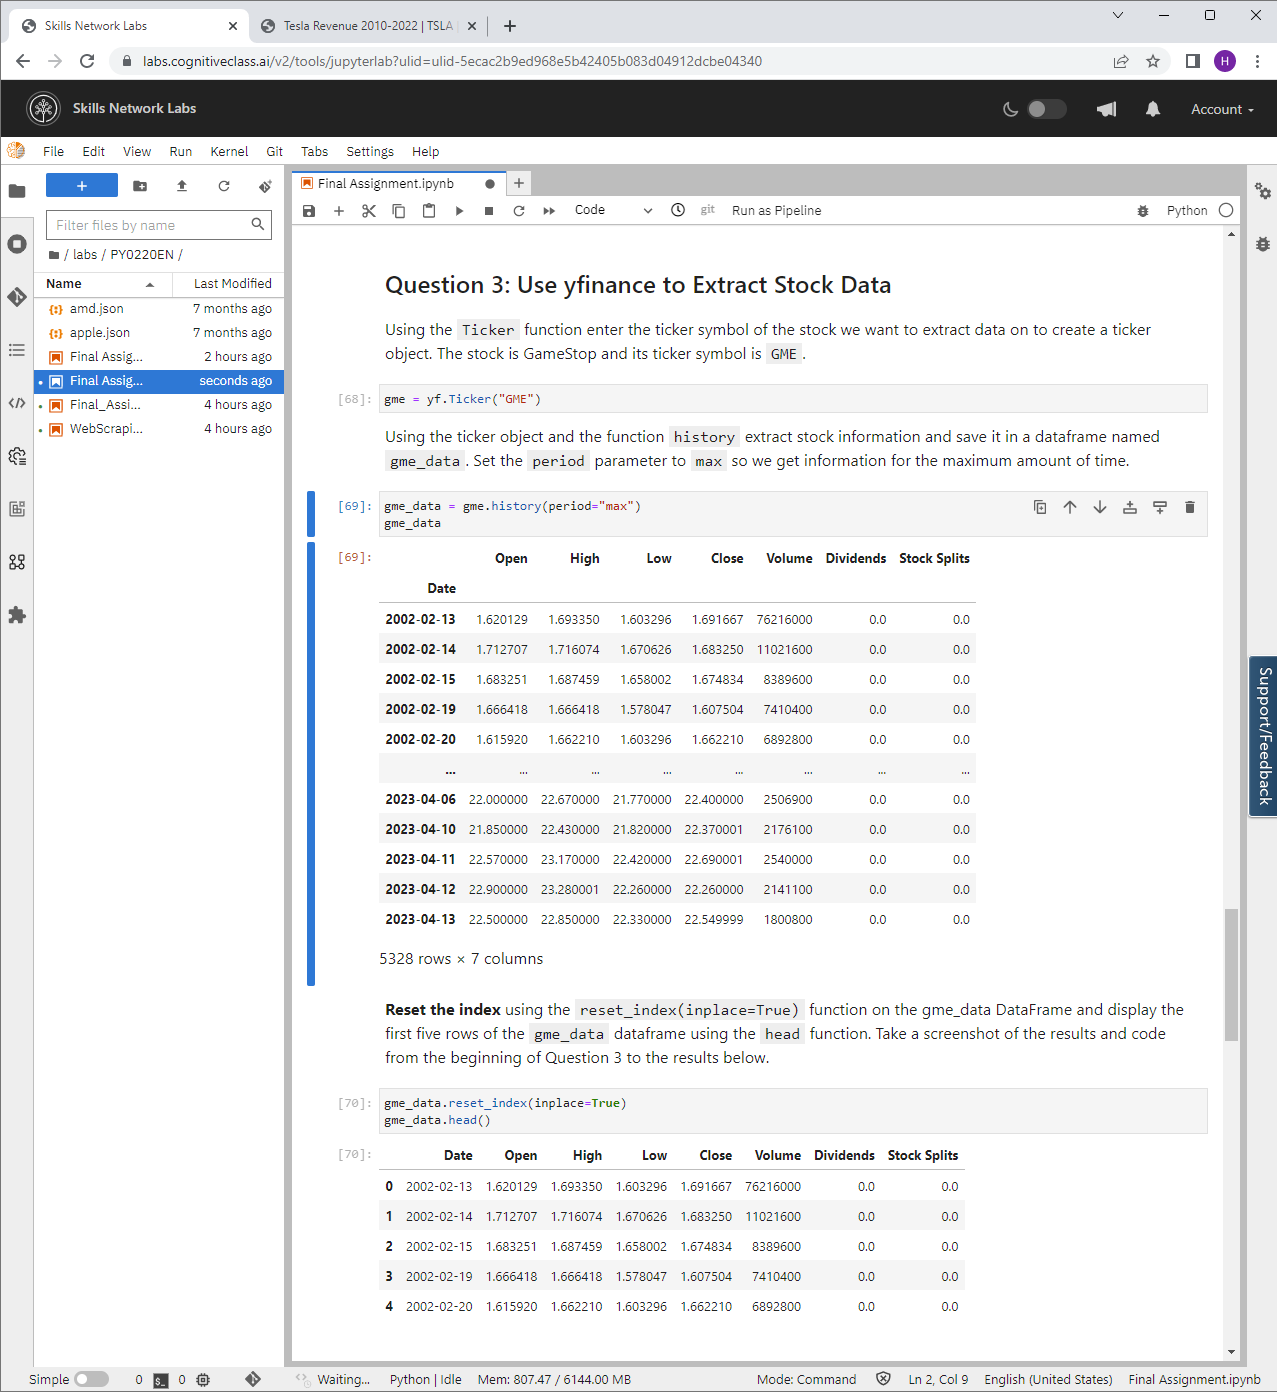 Skills Network Labs
Tesla Revenue 2010-2022 | TSLA
labs.cognitiveclass.ai/v2/tools/jupyterlab?ulid=ulid-5ecac2b9ed968e5b42405b083d04912dcbe04340
H
Skills Network Labs
Account
File Edit View Run Kernel Git Tabs Settings Help
Final Assignment.ipynb
Code
git Run as Pipeline
Python
Filter files by name
/ labs / PY0220EN /
Name Last Modified
amd.json 7 months ago
apple.json 7 months ago
Final Assig... 2 hours ago
Final Assig... seconds ago
Final_Assi... 4 hours ago
WebScrapi... 4 hours ago
Question 3: Use yfinance to Extract Stock Data
Using the Ticker function enter the ticker symbol of the stock we want to extract data on to create a ticker
object. The stock is GameStop and its ticker symbol is GME.
[68]: gme = yf.Ticker("GME")
Using the ticker object and the function history extract stock information and save it in a dataframe named
gme_data. Set the period parameter to max so we get information for the maximum amount of time.
[69]: gme_data = gme.history(period="max")
gme_data
[69]: Open High Low Close Volume Dividends Stock Splits
Date
2002-02-13 1.620129 1.693350 1.603296 1.691667 76216000 0.0 0.0
2002-02-14 1.712707 1.716074 1.670626 1.683250 11021600 0.0 0.0
2002-02-15 1.683251 1.687459 1.658002 1.674834 8389600 0.0 0.0
2002-02-19 1.666418 1.666418 1.578047 1.607504 7410400 0.0 0.0
2002-02-20 1.615920 1.662210 1.603296 1.662210 6892800 0.0 0.0
... ... ... ... ... ... ... ...
2023-04-06 22.000000 22.670000 21.770000 22.400000 2506900 0.0 0.0
2023-04-10 21.850000 22.430000 21.820000 22.370001 2176100 0.0 0.0
2023-04-11 22.570000 23.170000 22.420000 22.690001 2540000 0.0 0.0
2023-04-12 22.900000 23.280001 22.260000 22.260000 2141100 0.0 0.0
2023-04-13 22.500000 22.850000 22.330000 22.549999 1800800 0.0 0.0
5328 rows × 7 columns
Reset the index using the reset_index(inplace=True) function on the gme_data DataFrame and display the
first five rows of the gme_data dataframe using the head function. Take a screenshot of the results and code
from the beginning of Question 3 to the results below.
[70]: gme_data.reset_index(inplace=True)
gme_data.head()
[70]: Date Open High Low Close Volume Dividends Stock Splits
0 2002-02-13 1.620129 1.693350 1.603296 1.691667 76216000 0.0 0.0
1 2002-02-14 1.712707 1.716074 1.670626 1.683250 11021600 0.0 0.0
2 2002-02-15 1.683251 1.687459 1.658002 1.674834 8389600 0.0 0.0
3 2002-02-19 1.666418 1.666418 1.578047 1.607504 7410400 0.0 0.0
4 2002-02-20 1.615920 1.662210 1.603296 1.662210 6892800 0.0 0.0
Support/Feedback
Simple 0 0 Waiting... Python | Idle Mem: 807.47 / 6144.00 MB Mode: Command Ln 2, Col 9 English (United States) Final Assignment.ipynb